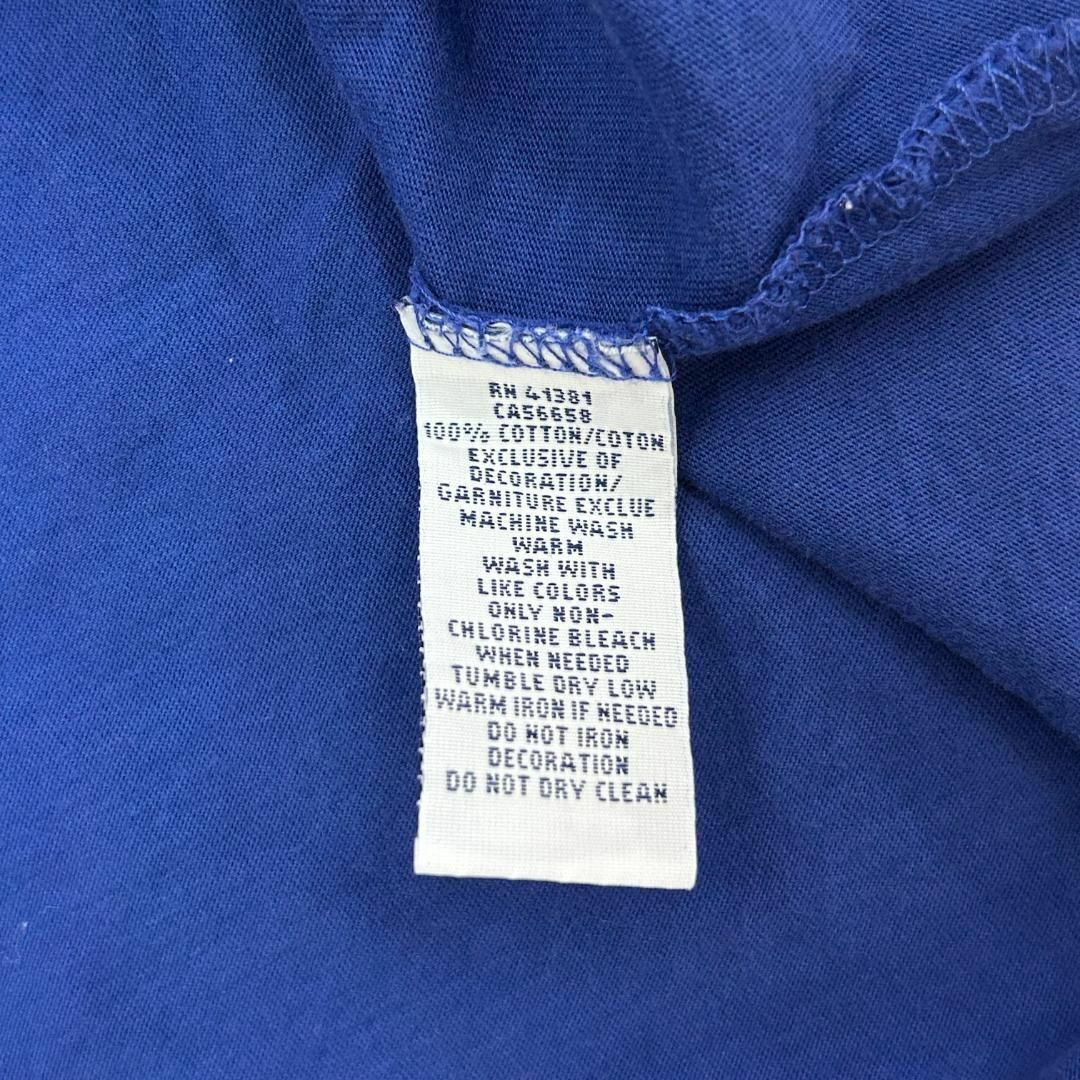 RN 41381
CA56658
100% COTTON/COTON
EXCLUSIVE OF
DECORATION/
GARNITURE EXCLUE
MACHINE WASH
WARM
WASH WITH
LIKE COLORS
ONLY NON-
CHLORINE BLEACH
WHEN NEEDED
TUMBLE DRY LOW
WARM IRON IF NEEDED
DO NOT IRON
DECORATION
DO NOT DRY CLEAN